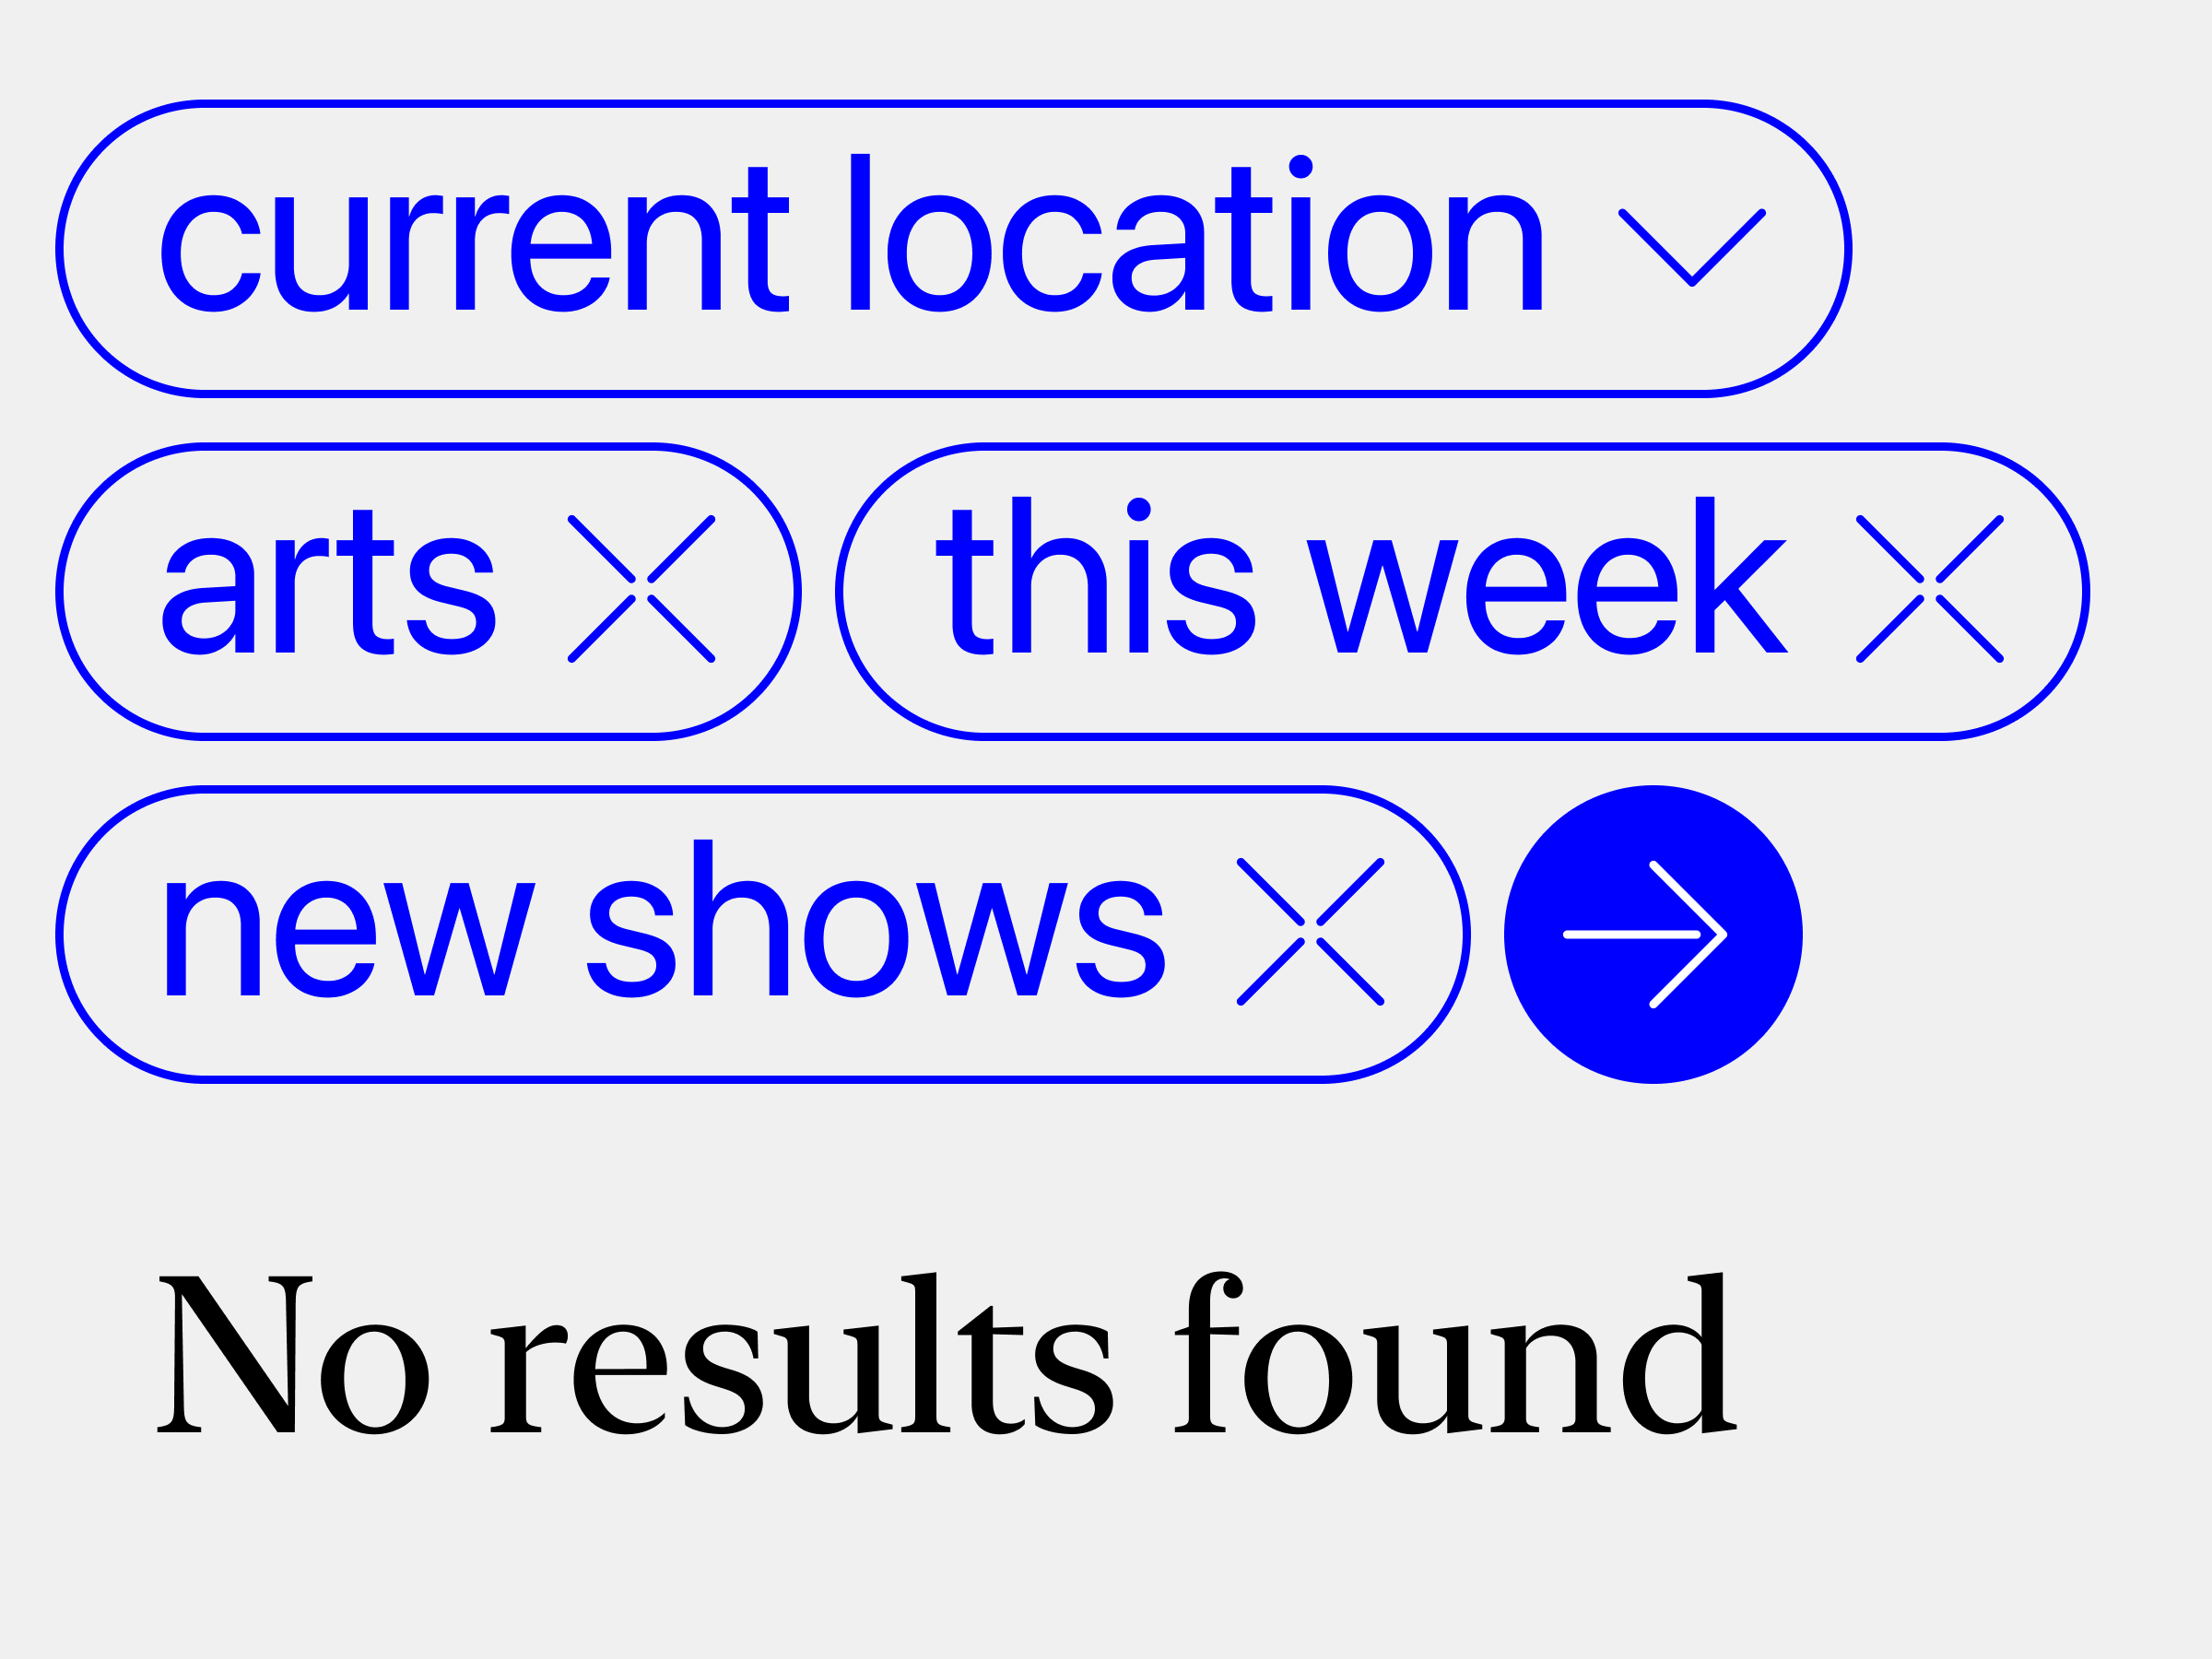 current location
arts this week
new shows
No results found